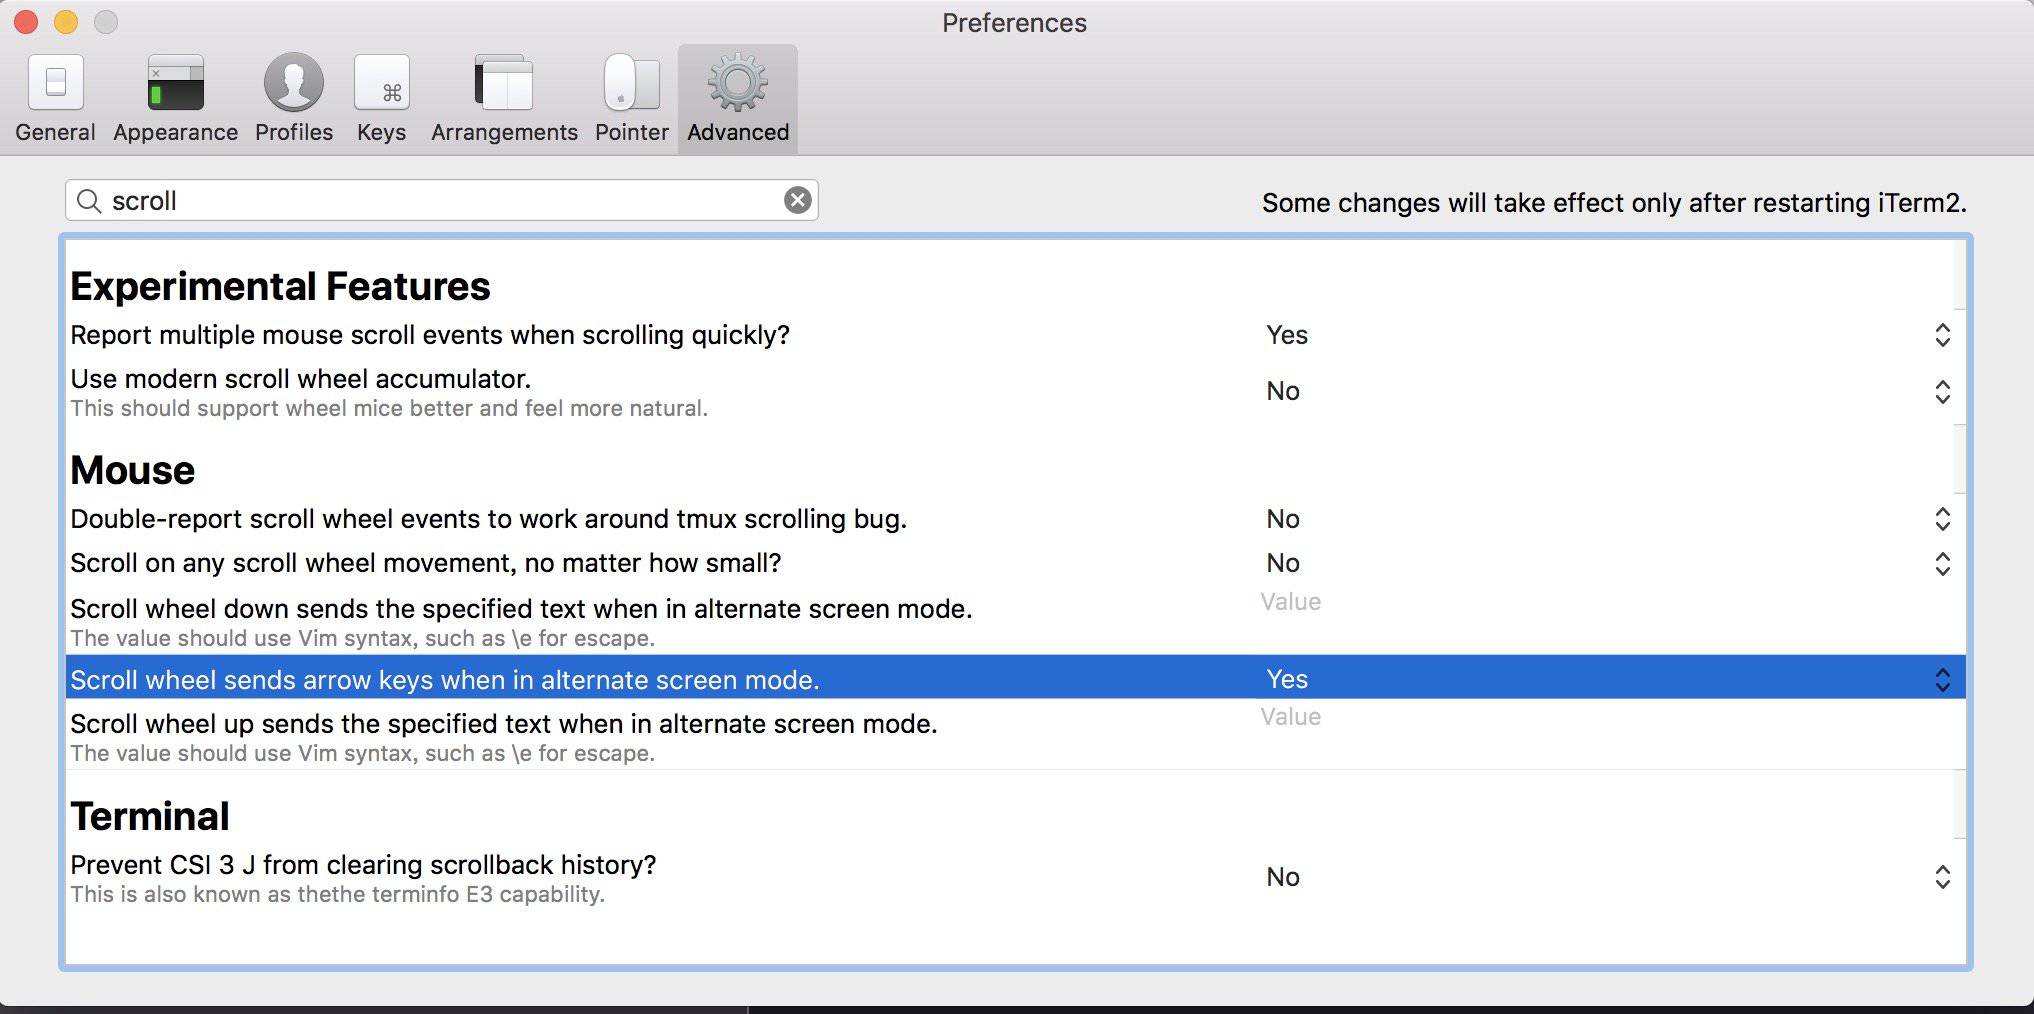 Preferences
General Appearance Profiles Keys Arrangements Pointer Advanced
scroll
Some changes will take effect only after restarting iTerm2.
Experimental Features
Report multiple mouse scroll events when scrolling quickly? Yes
Use modern scroll wheel accumulator. No
This should support wheel mice better and feel more natural.
Mouse
Double-report scroll wheel events to work around tmux scrolling bug. No
Scroll on any scroll wheel movement, no matter how small? No
Scroll wheel down sends the specified text when in alternate screen mode. Value
The value should use Vim syntax, such as \e for escape.
Scroll wheel sends arrow keys when in alternate screen mode. Yes
Scroll wheel up sends the specified text when in alternate screen mode. Value
The value should use Vim syntax, such as \e for escape.
Terminal
Prevent CSI 3 J from clearing scrollback history? No
This is also known as thethe terminfo E3 capability.